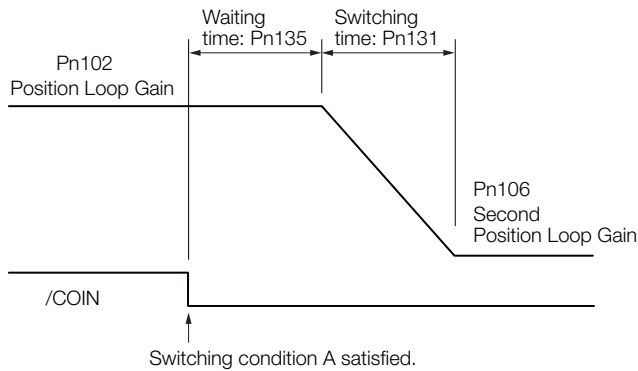 Waiting
time: Pn135
Switching
time: Pn131
Pn102
Position Loop Gain
Pn106
Second
Position Loop Gain
/COIN
Switching condition A satisfied.